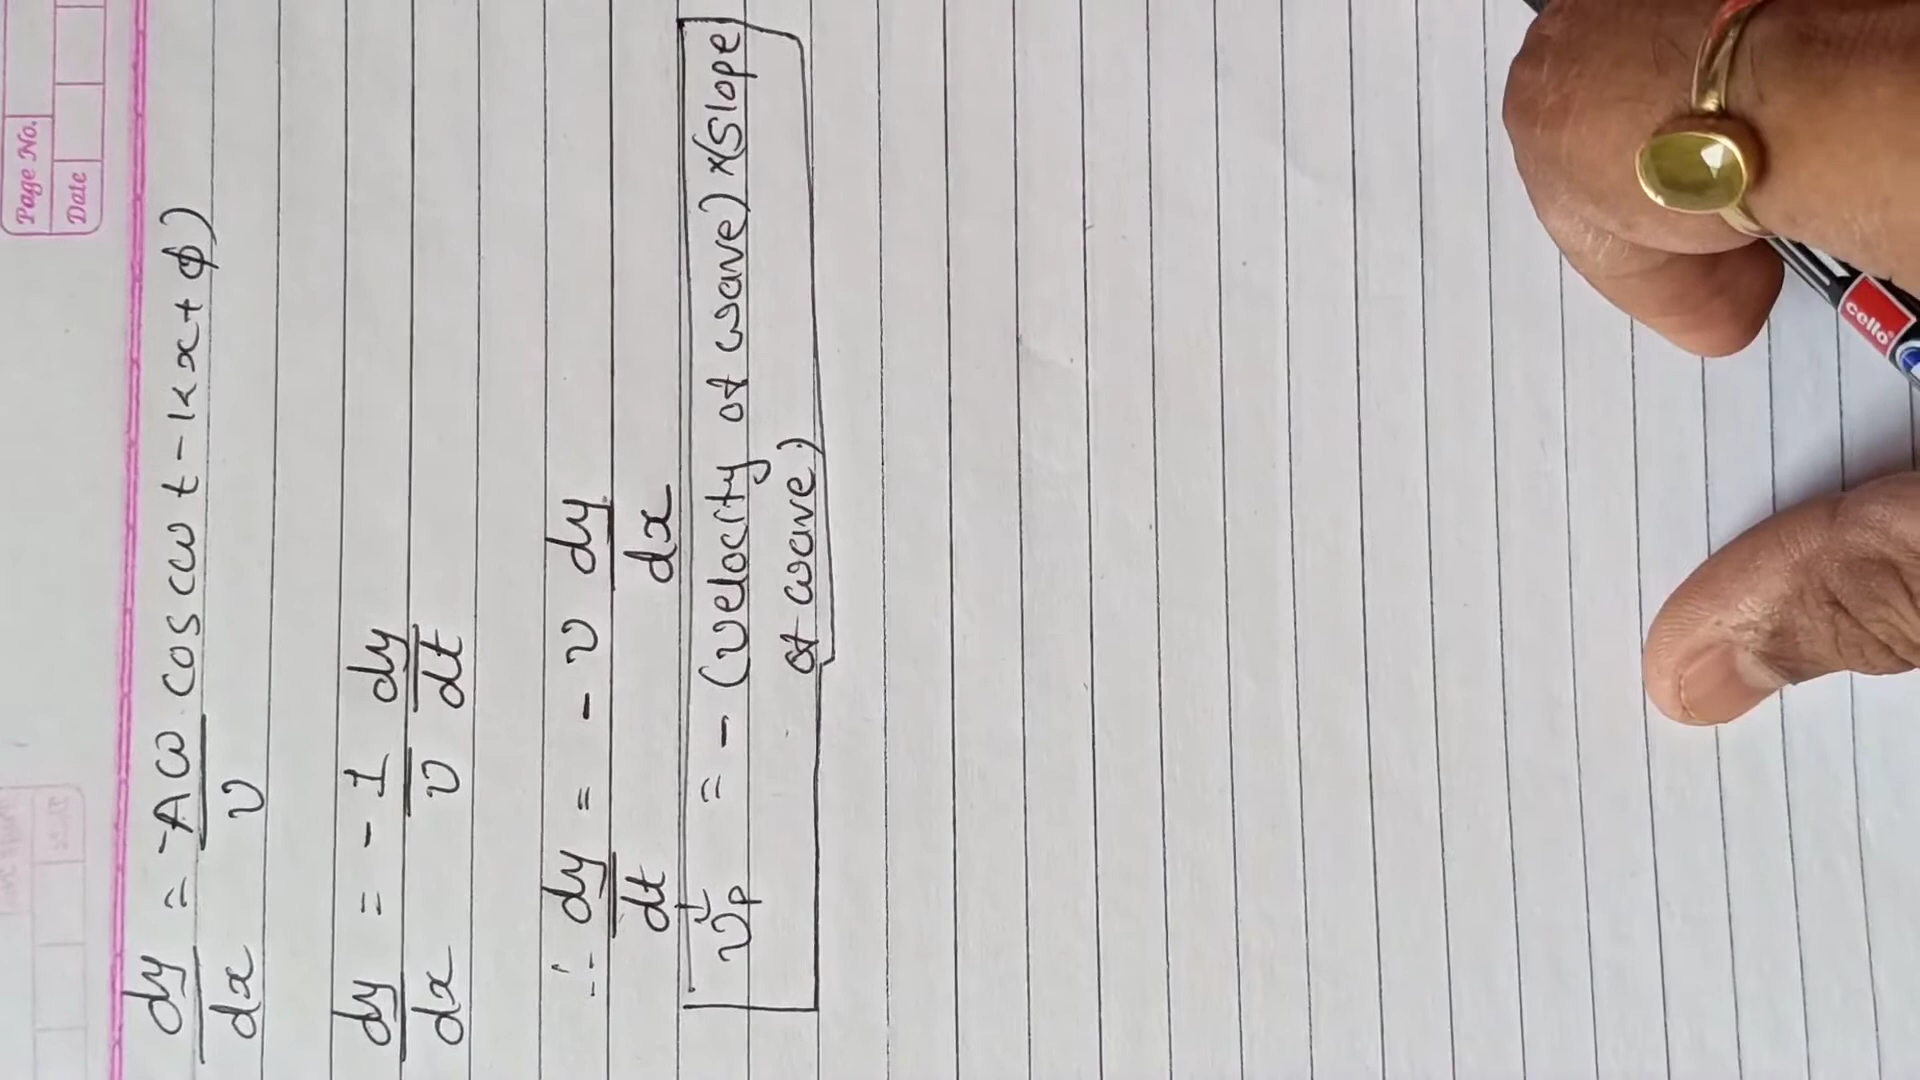 Page No.
Date
dy/dx = -Aω/v . cos(ωt - kx + φ)
dy/dx = -1/v dy/dt
∴ dy/dt = - v dy/dx
v⃗p = - (velocity of wave) × (slope
of wave)
cello